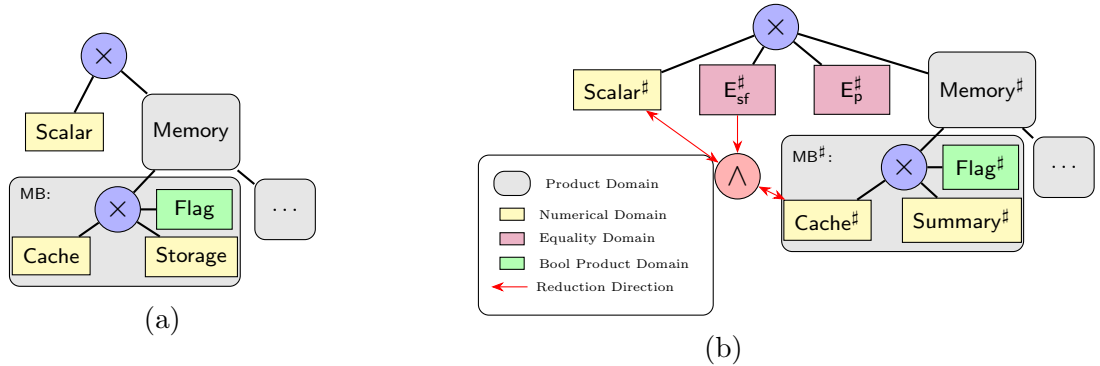 ×
Scalar
Memory
MB:
×
Flag
Cache
Storage
···
(a)
×
Scalar♯
E♯sf
E♯p
Memory♯
MB♯:
×
Flag♯
Cache♯
Summary♯
···
∧
Product Domain
Numerical Domain
Equality Domain
Bool Product Domain
Reduction Direction
(b)